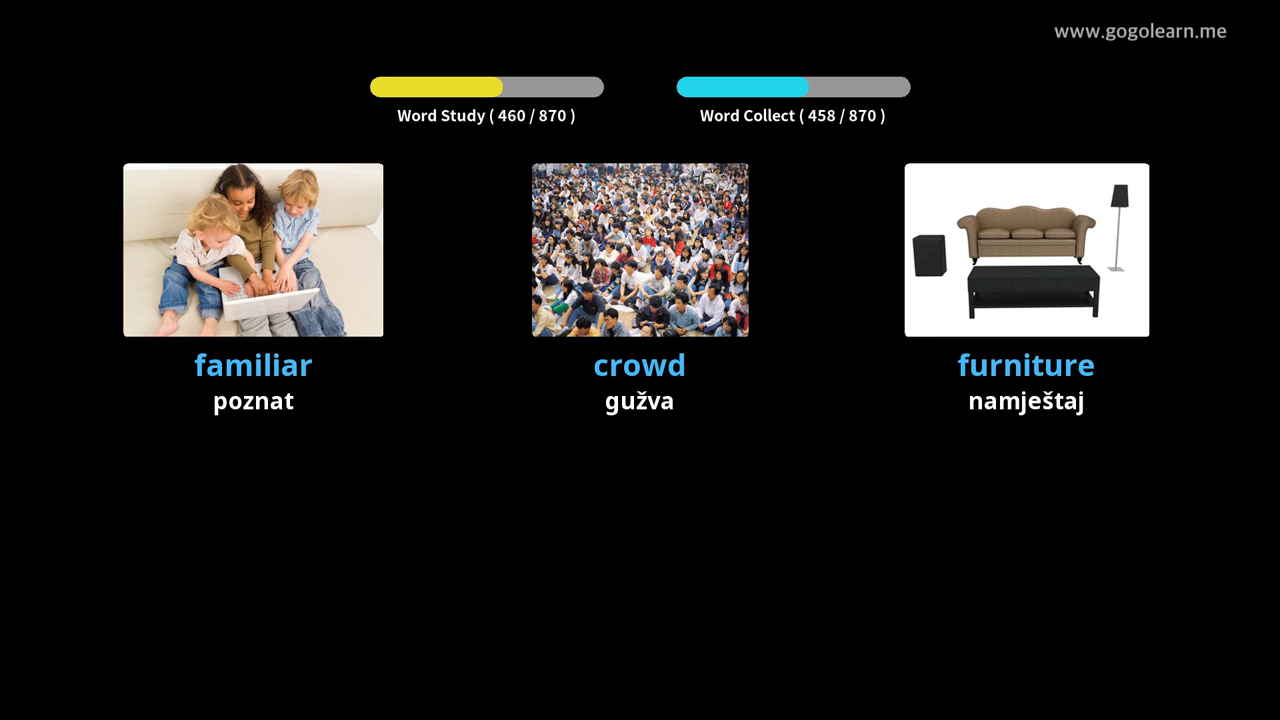 www.gogolearn.me
Word Study ( 460 / 870 )
Word Collect ( 458 / 870 )
familiar
poznat
crowd
gužva
furniture
namještaj